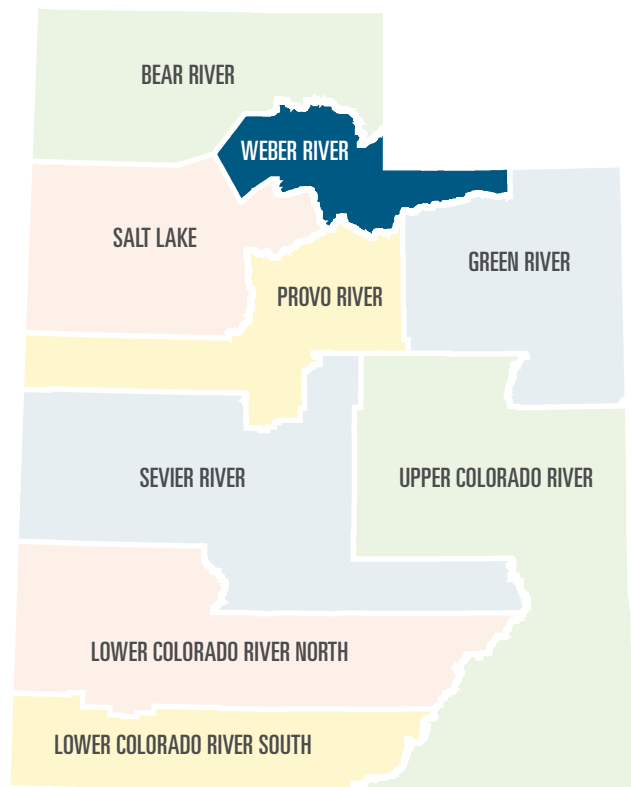 BEAR RIVER
WEBER RIVER
SALT LAKE
GREEN RIVER
PROVO RIVER
SEVIER RIVER
UPPER COLORADO RIVER
LOWER COLORADO RIVER NORTH
LOWER COLORADO RIVER SOUTH